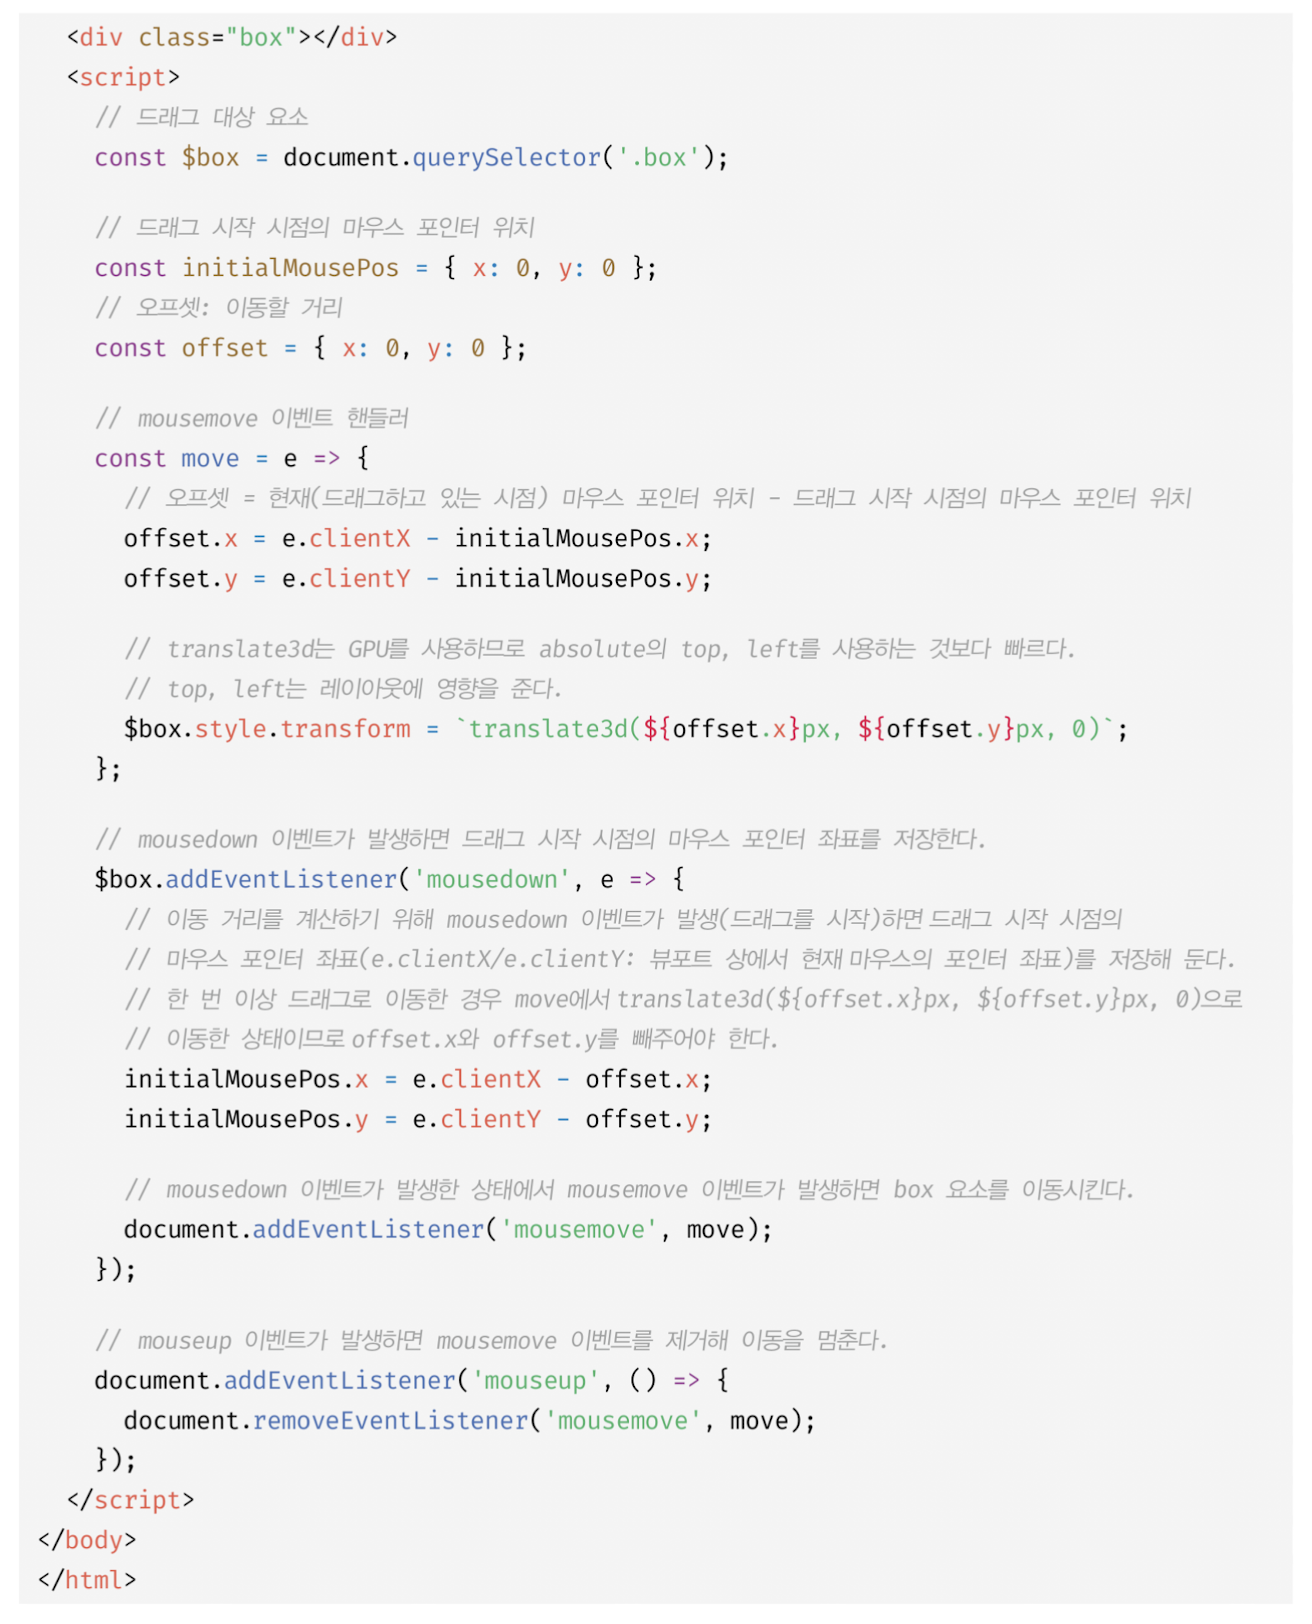 <div class="box"></div>
<script>
// 드래그 대상 요소
const $box = document.querySelector('.box');
// 드래그 시작 시점의 마우스 포인터 위치
const initialMousePos = { x: 0, y: 0 };
// 오프셋: 이동할 거리
const offset = { x: 0, y: 0 };
// mousemove 이벤트 핸들러
const move = e => {
// 오프셋 = 현재(드래그하고 있는 시점) 마우스 포인터 위치 - 드래그 시작 시점의 마우스 포인터 위치
offset.x = e.clientX - initialMousePos.x;
offset.y = e.clientY - initialMousePos.y;
// translate3d는 GPU를 사용하므로 absolute의 top, left를 사용하는 것보다 빠르다.
// top, left는 레이아웃에 영향을 준다.
$box.style.transform = `translate3d(${offset.x}px, ${offset.y}px, 0)`;
};
// mousedown 이벤트가 발생하면 드래그 시작 시점의 마우스 포인터 좌표를 저장한다.
$box.addEventListener('mousedown', e => {
// 이동 거리를 계산하기 위해 mousedown 이벤트가 발생(드래그를 시작)하면 드래그 시작 시점의
// 마우스 포인터 좌표(e.clientX/e.clientY: 뷰포트 상에서 현재 마우스의 포인터 좌표)를 저장해 둔다.
// 한 번 이상 드래그로 이동한 경우 move에서 translate3d(${offset.x}px, ${offset.y}px, 0)으로
// 이동한 상태이므로 offset.x와 offset.y를 빼주어야 한다.
initialMousePos.x = e.clientX - offset.x;
initialMousePos.y = e.clientY - offset.y;
// mousedown 이벤트가 발생한 상태에서 mousemove 이벤트가 발생하면 box 요소를 이동시킨다.
document.addEventListener('mousemove', move);
});
// mouseup 이벤트가 발생하면 mousemove 이벤트를 제거해 이동을 멈춘다.
document.addEventListener('mouseup', () => {
document.removeEventListener('mousemove', move);
});
</script>
</body>
</html>